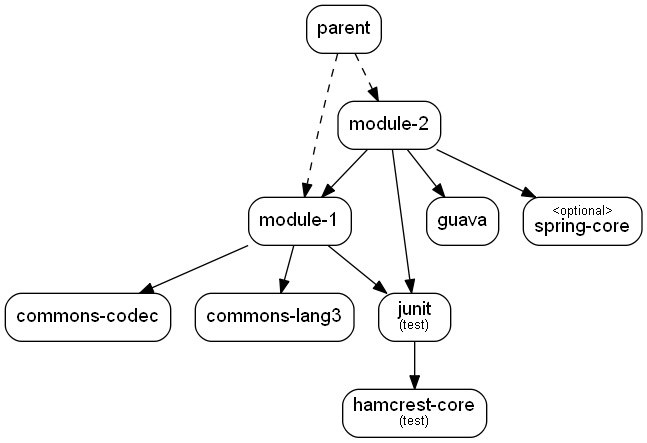 parent
module-2
module-1
guava
<optional>
spring-core
commons-codec
commons-lang3
junit
(test)
hamcrest-core
(test)